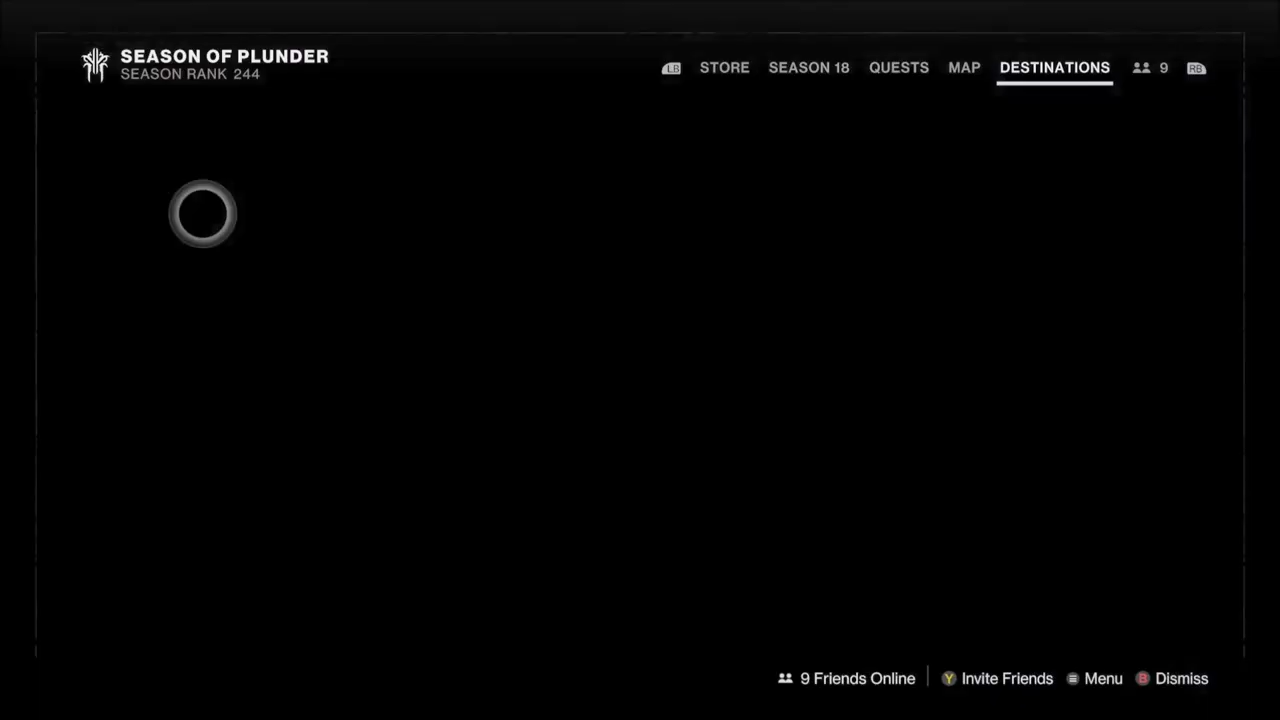 SEASON OF PLUNDER
SEASON RANK 244
LB STORE SEASON 18 QUESTS MAP DESTINATIONS 9 RB
9 Friends Online Y Invite Friends Menu B Dismiss